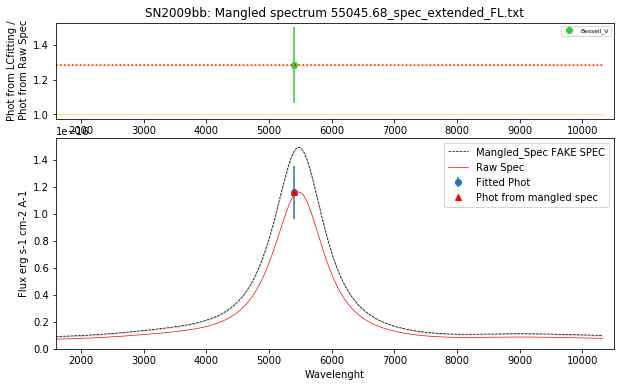 SN2009bb: Mangled spectrum 55045.68_spec_extended_FL.txt
Phot from LCfitting /
Phot from Raw Spec
1.4
1.2
1.0
Bessell_V
2000 3000 4000 5000 6000 7000 8000 9000 10000
1e−16
Flux erg s-1 cm-2 A-1
1.4
1.2
1.0
0.8
0.6
0.4
0.2
0.0
Mangled_Spec FAKE SPEC
Raw Spec
Fitted Phot
Phot from mangled spec
2000 3000 4000 5000 6000 7000 8000 9000 10000
Wavelenght